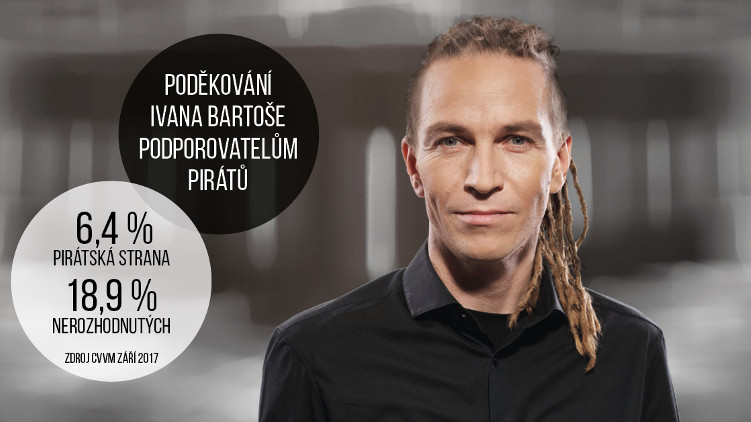 PODĚKOVÁNÍ
IVANA BARTOŠE
PODPOROVATELŮM
PIRÁTŮ
6,4 %
PIRÁTSKÁ STRANA
18,9 %
NEROZHODNUTÝCH
ZDROJ CVVM ZÁŘÍ 2017